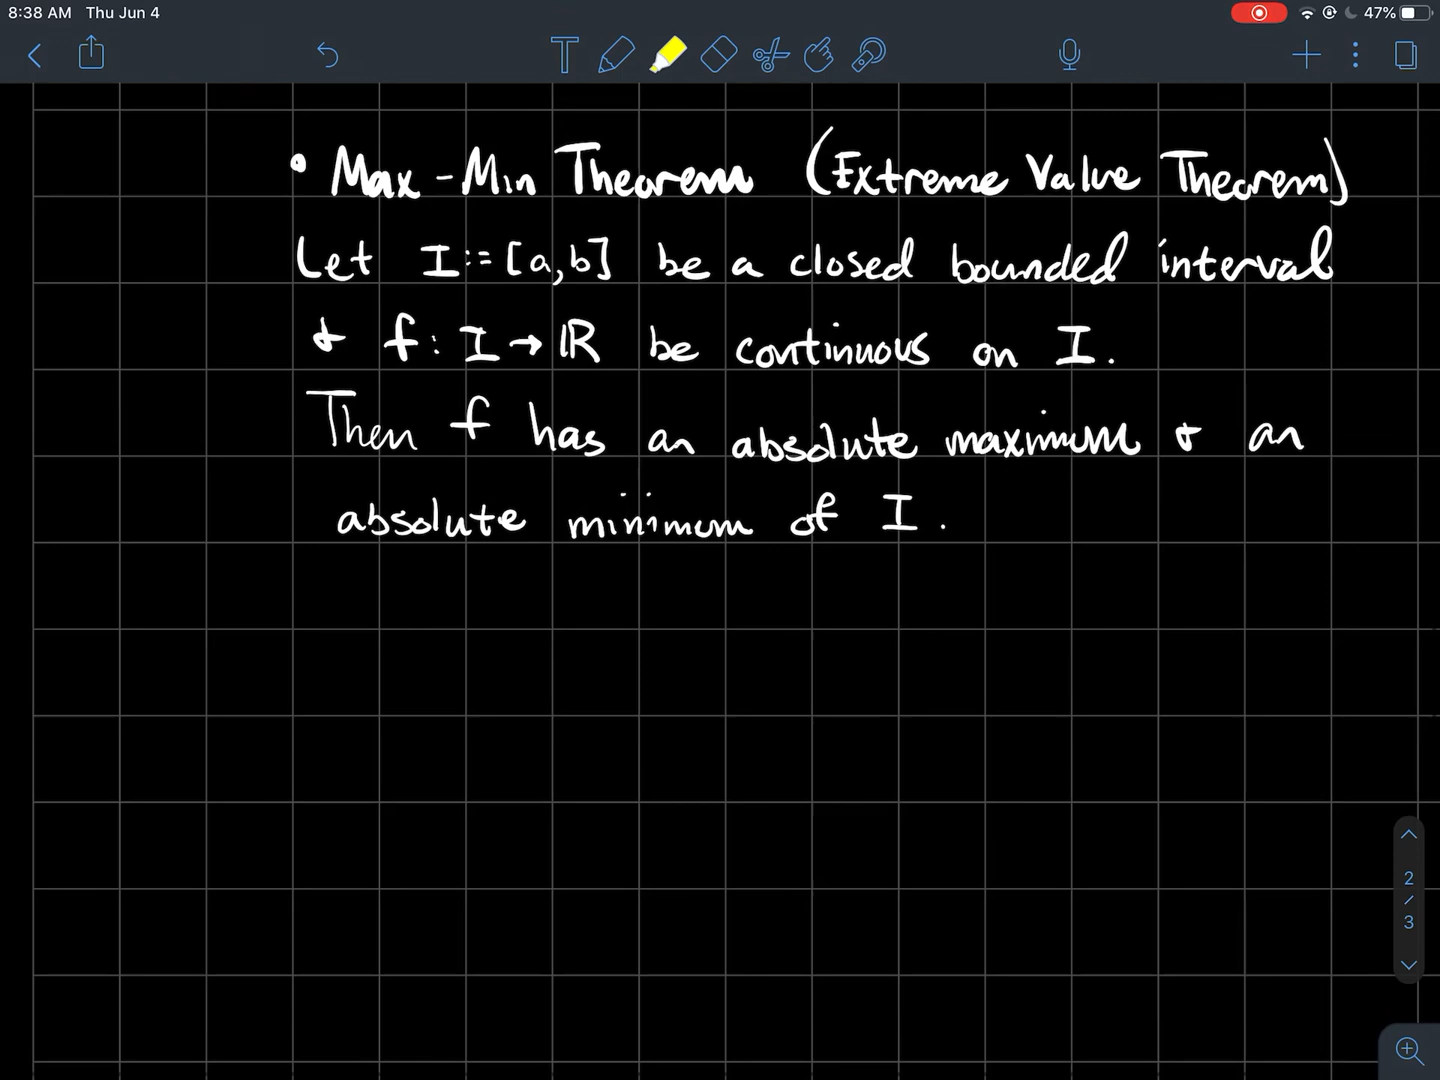 8:38 AM Thu Jun 4
47%
• Max-Min Theorem (Extreme Value Theorem)
Let I:=[a,b] be a closed bounded interval
& f: I→ℝ be continuous on I.
Then f has an absolute maximum & an
absolute minimum of I.
2
/
3